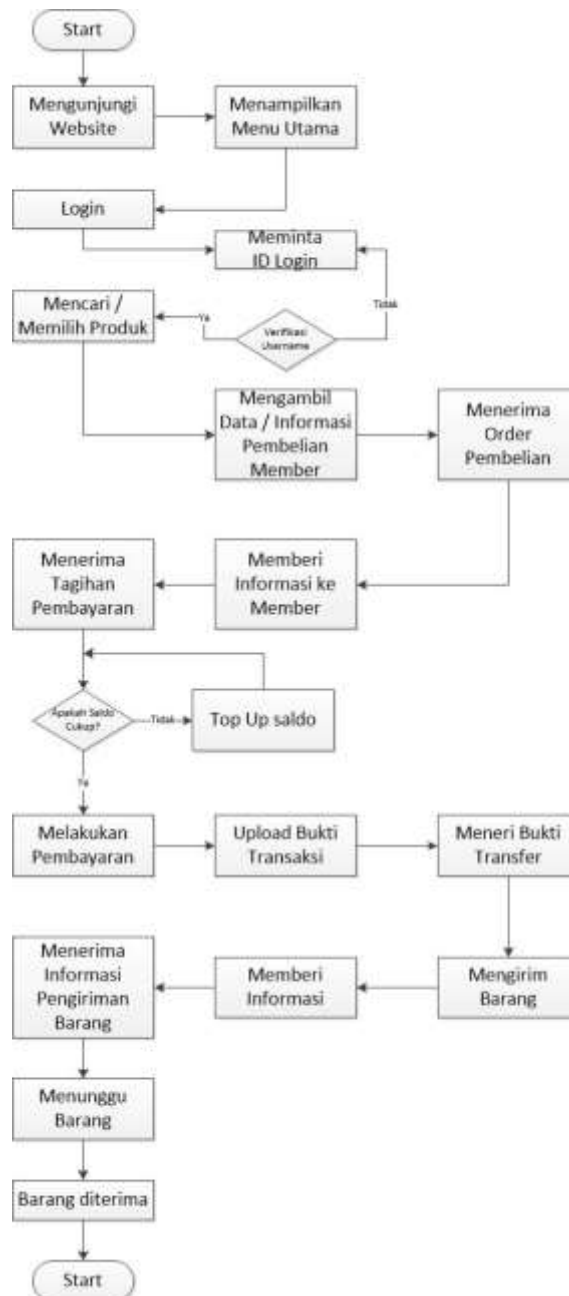 Start
Mengunjungi
Website
Menampilkan
Menu Utama
Login
Meminta
ID Login
Mencari /
Memilih Produk
Ya
Verifikasi
Username
Tidak
Mengambil
Data / Informasi
Pembelian
Member
Menerima
Order
Pembelian
Menerima
Tagihan
Pembayaran
Memberi
Informasi ke
Member
Apakah Saldo
Cukup?
Tidak
Top Up saldo
Ya
Melakukan
Pembayaran
Upload Bukti
Transaksi
Meneri Bukti
Transfer
Menerima
Informasi
Pengiriman
Barang
Memberi
Informasi
Mengirim
Barang
Menunggu
Barang
Barang diterima
Start